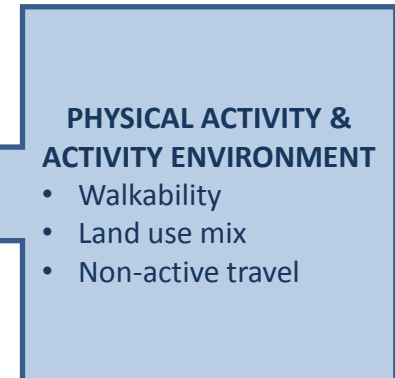 PHYSICAL ACTIVITY &
ACTIVITY ENVIRONMENT
• Walkability
• Land use mix
• Non-active travel